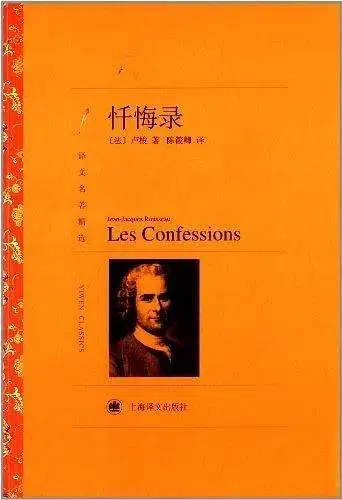 忏悔录
［法］卢梭 著 陈筱卿 译
译文名著精选
YIWEN CLASSICS
Jean-Jacques Rousseau
Les Confessions
上海译文出版社